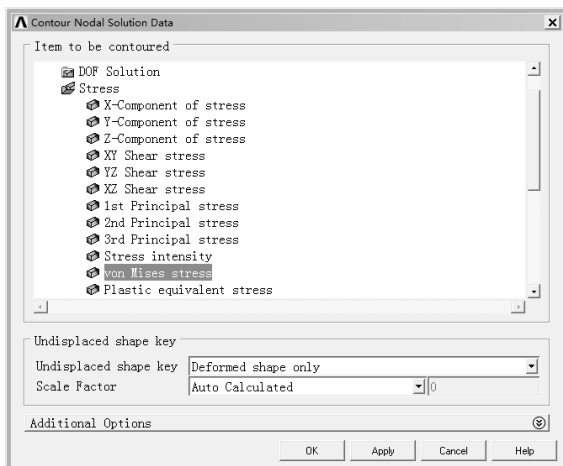 Contour Nodal Solution Data
Item to be contoured
DOF Solution
Stress
X-Component of stress
Y-Component of stress
Z-Component of stress
XY Shear stress
YZ Shear stress
XZ Shear stress
1st Principal stress
2nd Principal stress
3rd Principal stress
Stress intensity
von Mises stress
Plastic equivalent stress
Undisplaced shape key
Undisplaced shape key Deformed shape only
Scale Factor Auto Calculated 0
Additional Options
OK Apply Cancel Help